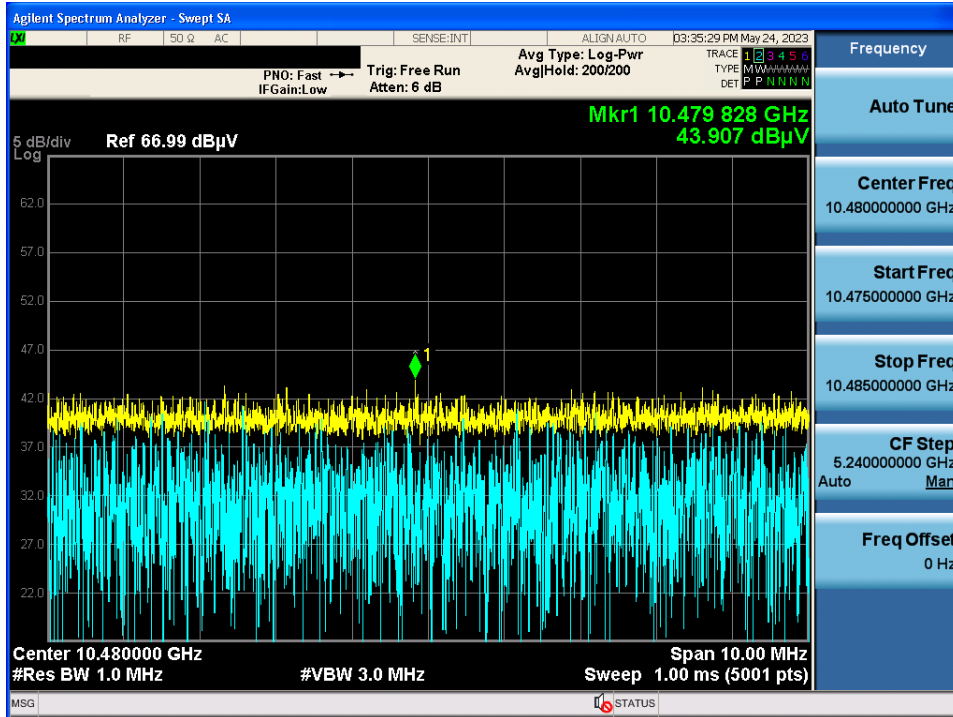 Agilent Spectrum Analyzer - Swept SA
LXI RF 50 Ω AC SENSE:INT ALIGN AUTO 03:35:29 PM May 24, 2023
PNO: Fast Trig: Free Run Avg Type: Log-Pwr TRACE 1 2 3 4 5 6
IFGain:Low Atten: 6 dB Avg|Hold: 200/200 TYPE MWWWWW
DET P P N N N N
Mkr1 10.479 828 GHz
43.907 dBµV
5 dB/div Ref 66.99 dBµV
Log
62.0
57.0
52.0
47.0
1
42.0
37.0
32.0
27.0
22.0
Center 10.480000 GHz Span 10.00 MHz
#Res BW 1.0 MHz #VBW 3.0 MHz Sweep 1.00 ms (5001 pts)
MSG STATUS
Frequency
Auto Tune
Center Freq
10.480000000 GHz
Start Freq
10.475000000 GHz
Stop Freq
10.485000000 GHz
CF Step
5.240000000 GHz
Auto Man
Freq Offset
0 Hz